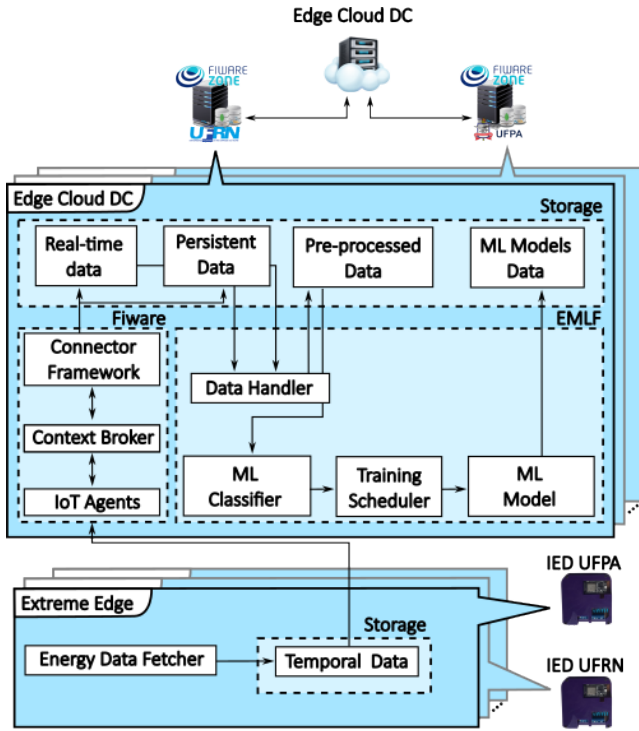 Edge Cloud DC
FIWARE
ZONE
UFRN
FIWARE
ZONE
UFPA
Edge Cloud DC
Storage
Real-time
data
Persistent
Data
Pre-processed
Data
ML Models
Data
Fiware
EMLF
Connector
Framework
Data Handler
Context Broker
ML
Classifier
Training
Scheduler
ML
Model
IoT Agents
IED UFPA
Extreme Edge
Storage
Energy Data Fetcher
Temporal Data
IED UFRN